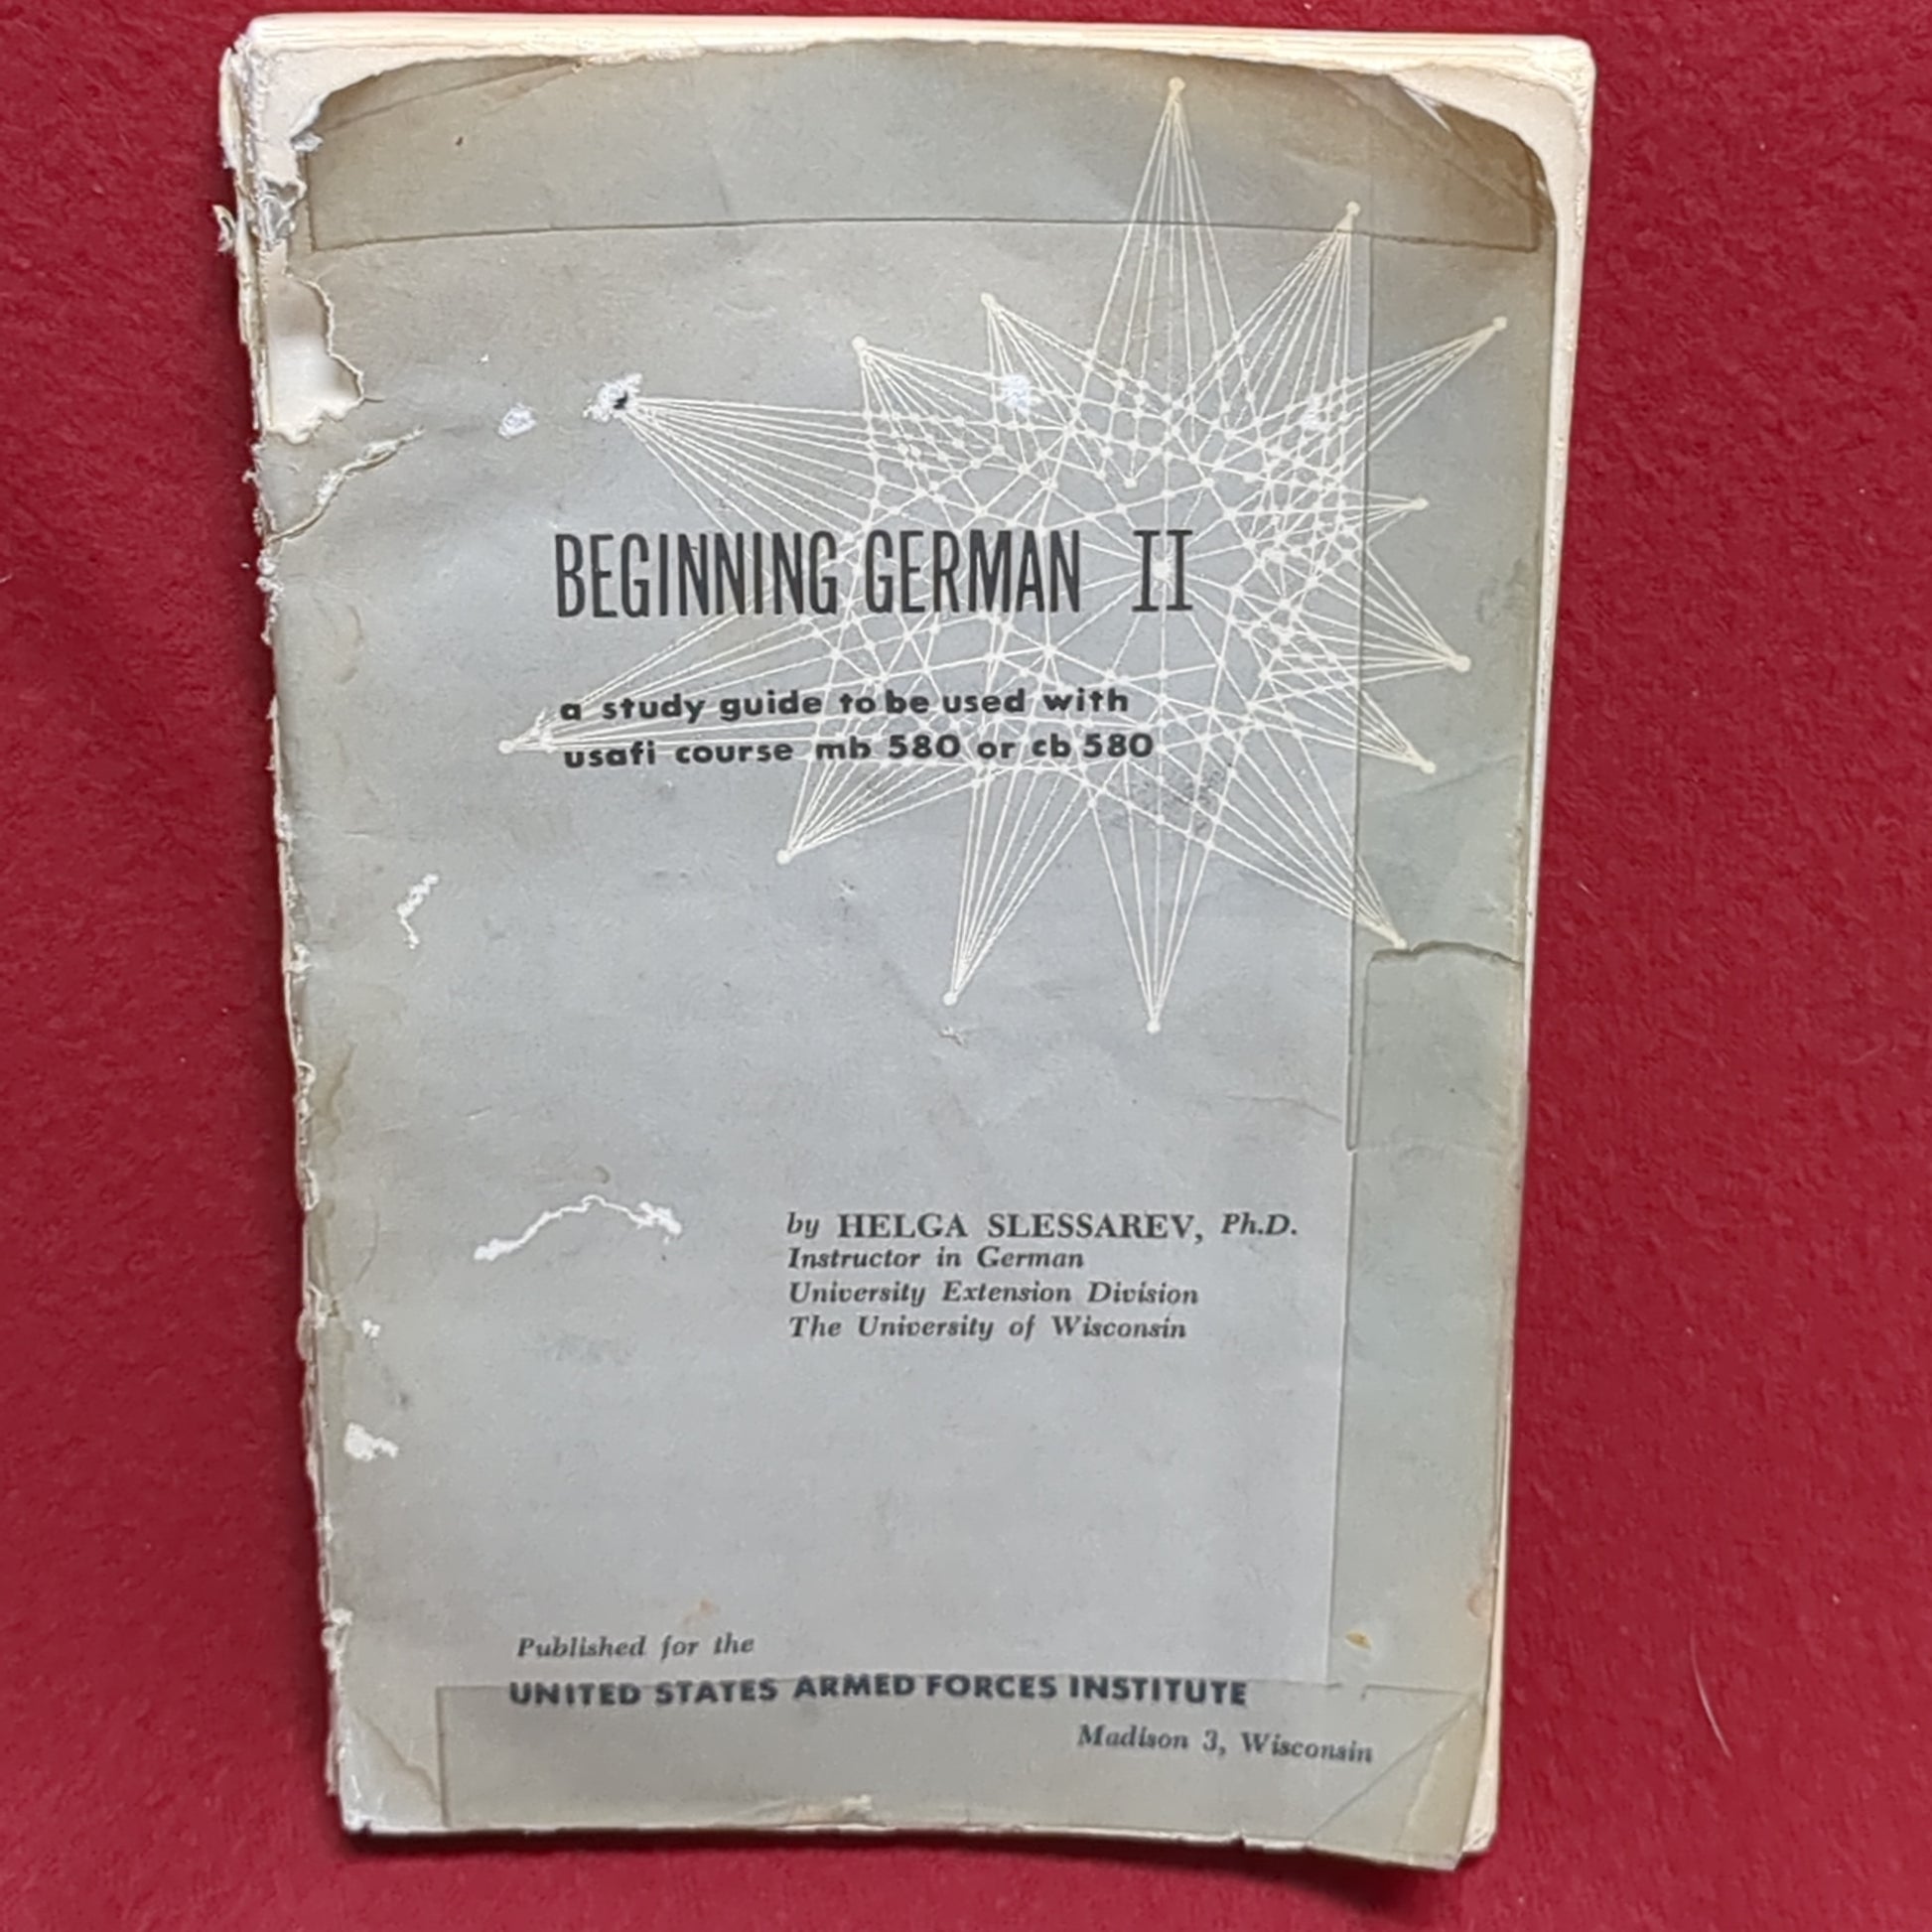 BEGINNING GERMAN II
a study guide to be used with
usafi course mb 580 or cb 580
by HELGA SLESSAREV, Ph.D.
Instructor in German
University Extension Division
The University of Wisconsin
Published for the
UNITED STATES ARMED FORCES INSTITUTE
Madison 3, Wisconsin